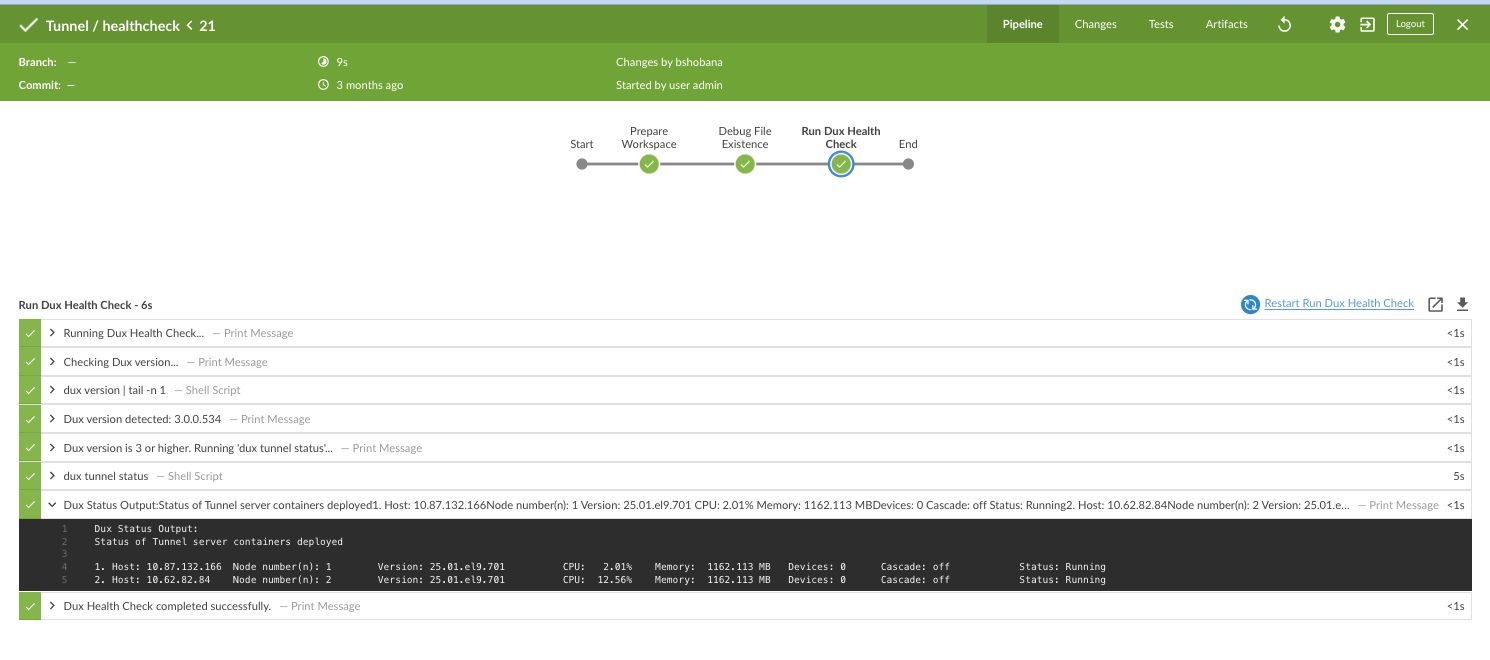 Tunnel / healthcheck < 21
Pipeline
Changes
Tests
Artifacts
Logout
Branch: —
9s
Changes by bshobana
Commit: —
3 months ago
Started by user admin
Start
Prepare
Workspace
Debug File
Existence
Run Dux Health
Check
End
Run Dux Health Check - 6s
Restart Run Dux Health Check
Running Dux Health Check... — Print Message <1s
Checking Dux version... — Print Message <1s
dux version | tail -n 1 — Shell Script <1s
Dux version detected: 3.0.0.534 — Print Message <1s
Dux version is 3 or higher. Running 'dux tunnel status'... — Print Message <1s
dux tunnel status — Shell Script 5s
Dux Status Output:Status of Tunnel server containers deployed1. Host: 10.87.132.166Node number(n): 1 Version: 25.01.el9.701 CPU: 2.01% Memory: 1162.113 MBDevices: 0 Cascade: off Status: Running2. Host: 10.62.82.84Node number(n): 2 Version: 25.01.e... — Print Message <1s
1 Dux Status Output:
2 Status of Tunnel server containers deployed
3
4 1. Host: 10.87.132.166 Node number(n): 1 Version: 25.01.el9.701 CPU: 2.01% Memory: 1162.113 MB Devices: 0 Cascade: off Status: Running
5 2. Host: 10.62.82.84 Node number(n): 2 Version: 25.01.el9.701 CPU: 12.56% Memory: 1162.113 MB Devices: 0 Cascade: off Status: Running
Dux Health Check completed successfully. — Print Message <1s